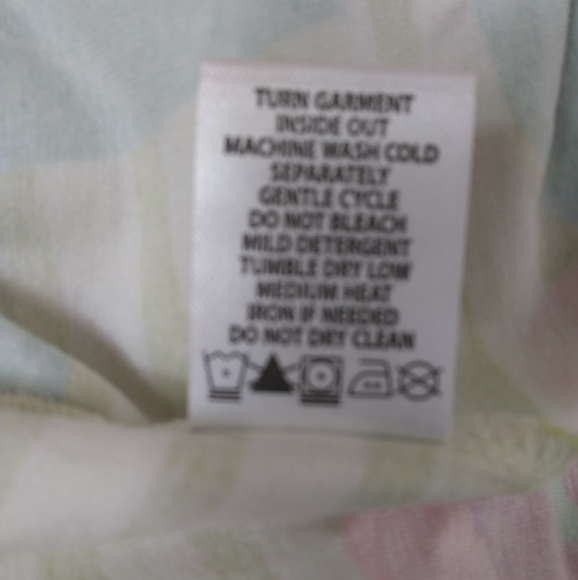 TURN GARMENT
INSIDE OUT
MACHINE WASH COLD
SEPARATELY
GENTLE CYCLE
DO NOT BLEACH
MILD DETERGENT
TUMBLE DRY LOW
MEDIUM HEAT
IRON IF NEEDED
DO NOT DRY CLEAN